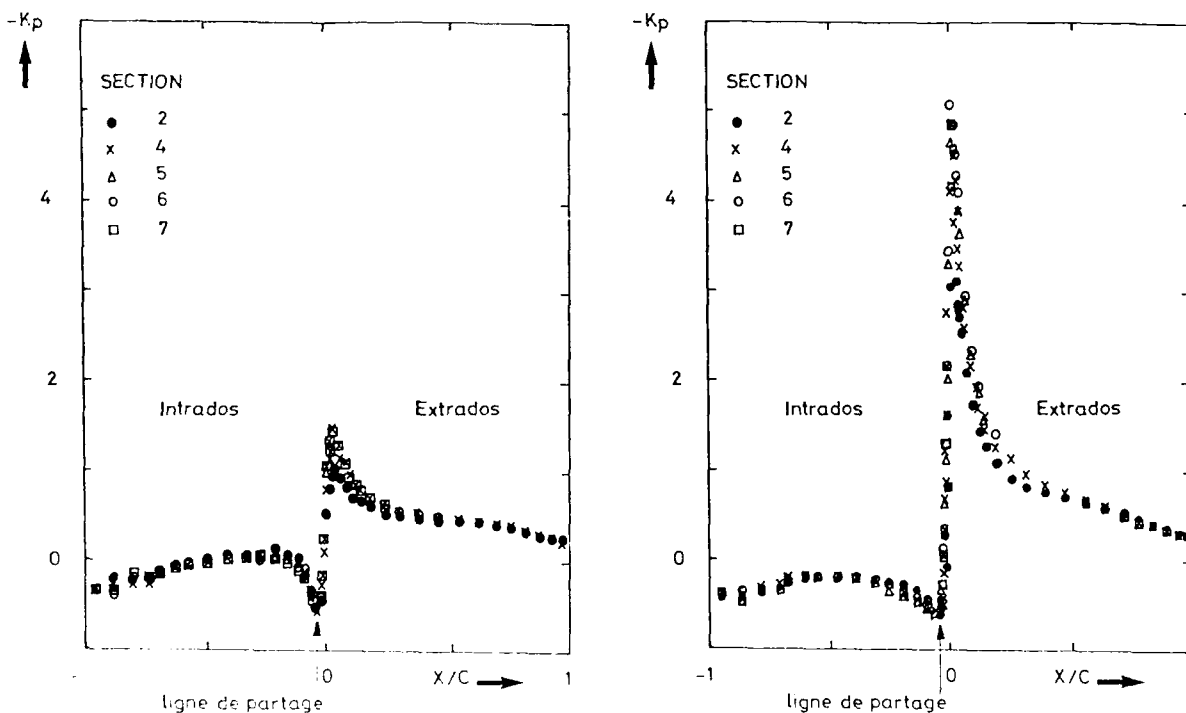 -Kp
SECTION
2
4
5
6
7
4
2
0
Intrados
Extrados
-
0
X/C
1
ligne de partage
-Kp
SECTION
2
4
5
6
7
4
2
0
Intrados
Extrados
-1
0
X/C
ligne de partage